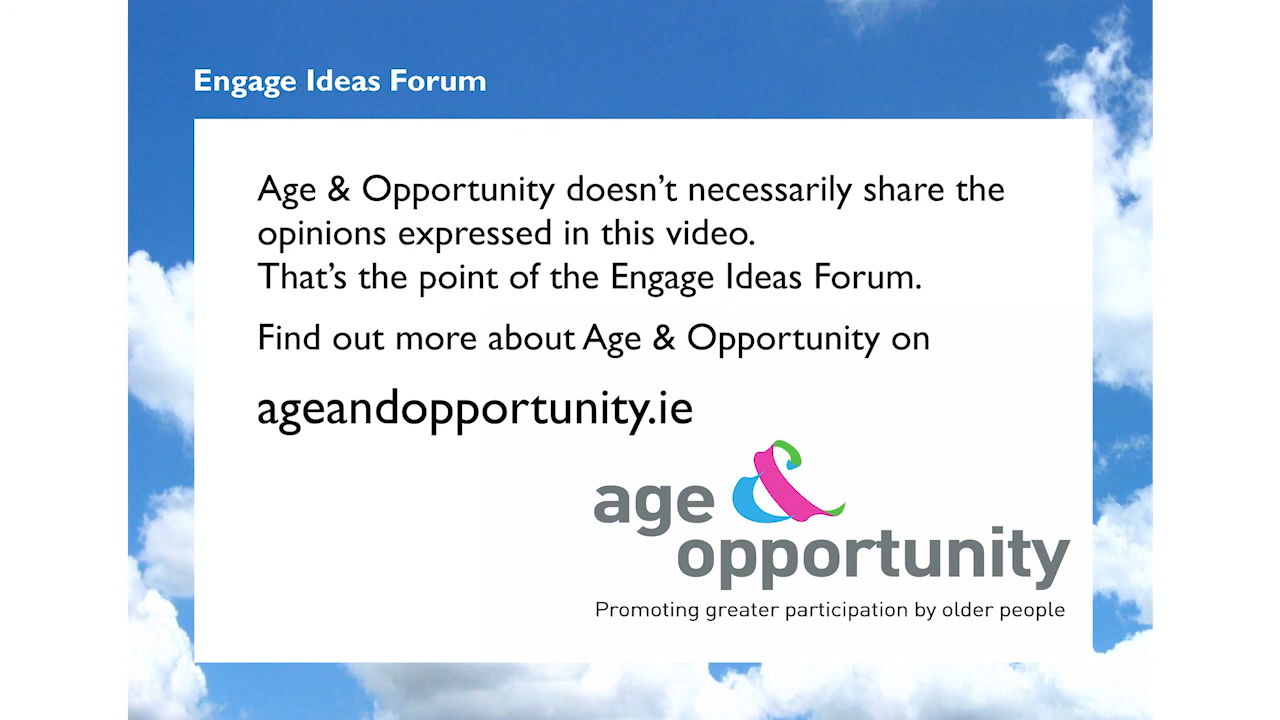 Engage Ideas Forum
Age & Opportunity doesn’t necessarily share the
opinions expressed in this video.
That’s the point of the Engage Ideas Forum.
Find out more about Age & Opportunity on
ageandopportunity.ie
age &
opportunity
Promoting greater participation by older people